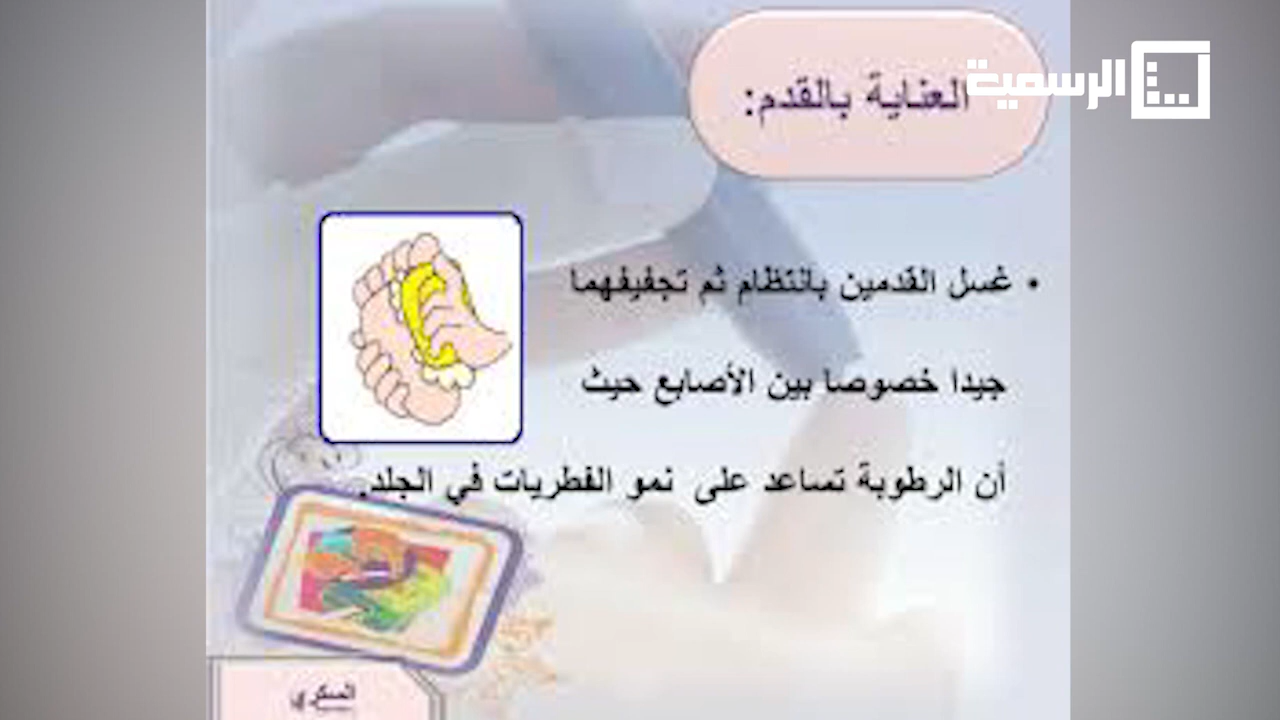 الرسمية
العناية بالقدم:
• غسل القدمين بانتظام ثم تجفيفهما
جيدا خصوصا بين الأصابع حيث
أن الرطوبة تساعد على نمو الفطريات في الجلد.
السكري